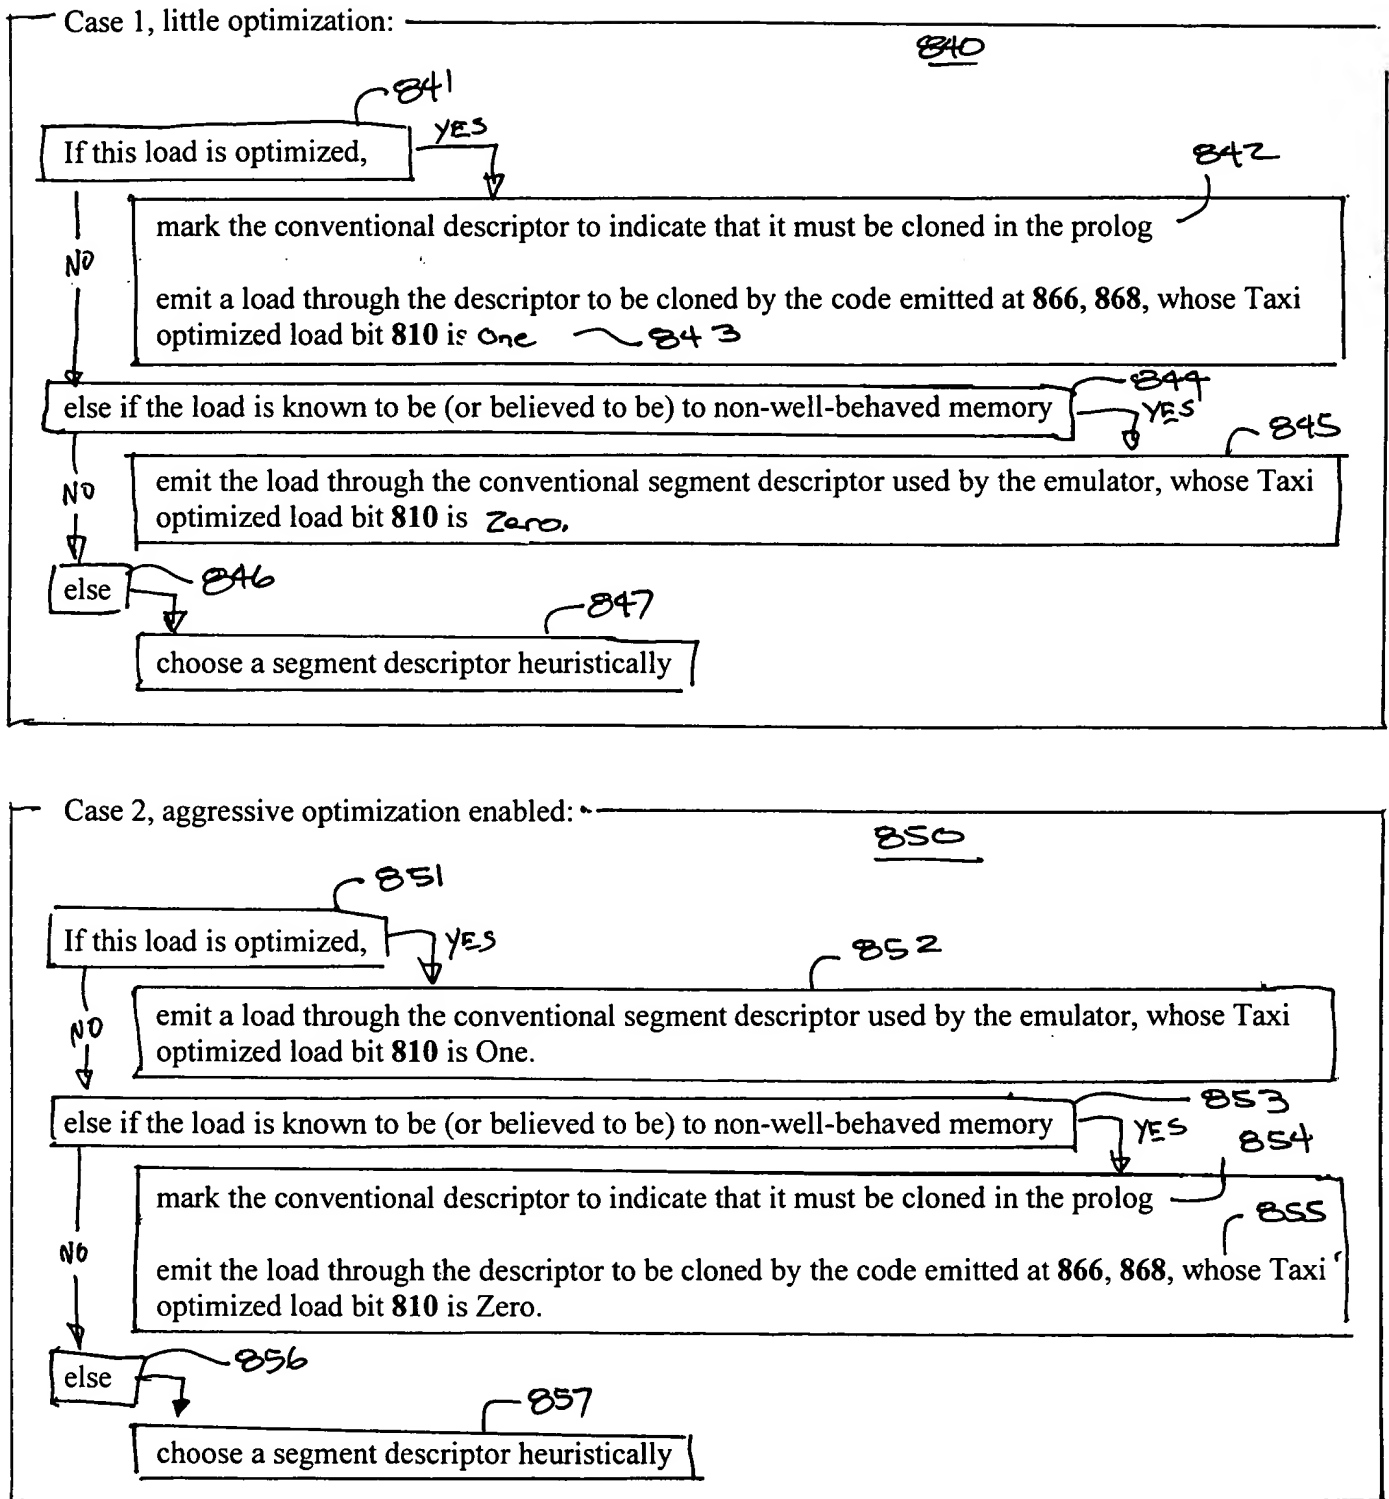 Case 1, little optimization:
840
841
If this load is optimized,
YES
842
mark the conventional descriptor to indicate that it must be cloned in the prolog
NO
emit a load through the descriptor to be cloned by the code emitted at 866, 868, whose Taxi
optimized load bit 810 is One
843
844
else if the load is known to be (or believed to be) to non-well-behaved memory
YES
845
NO
emit the load through the conventional segment descriptor used by the emulator, whose Taxi
optimized load bit 810 is Zero.
else
846
847
choose a segment descriptor heuristically
Case 2, aggressive optimization enabled:
850
851
If this load is optimized,
YES
852
NO
emit a load through the conventional segment descriptor used by the emulator, whose Taxi
optimized load bit 810 is One.
853
else if the load is known to be (or believed to be) to non-well-behaved memory
YES
854
mark the conventional descriptor to indicate that it must be cloned in the prolog
855
NO
emit the load through the descriptor to be cloned by the code emitted at 866, 868, whose Taxi
optimized load bit 810 is Zero.
856
else
857
choose a segment descriptor heuristically